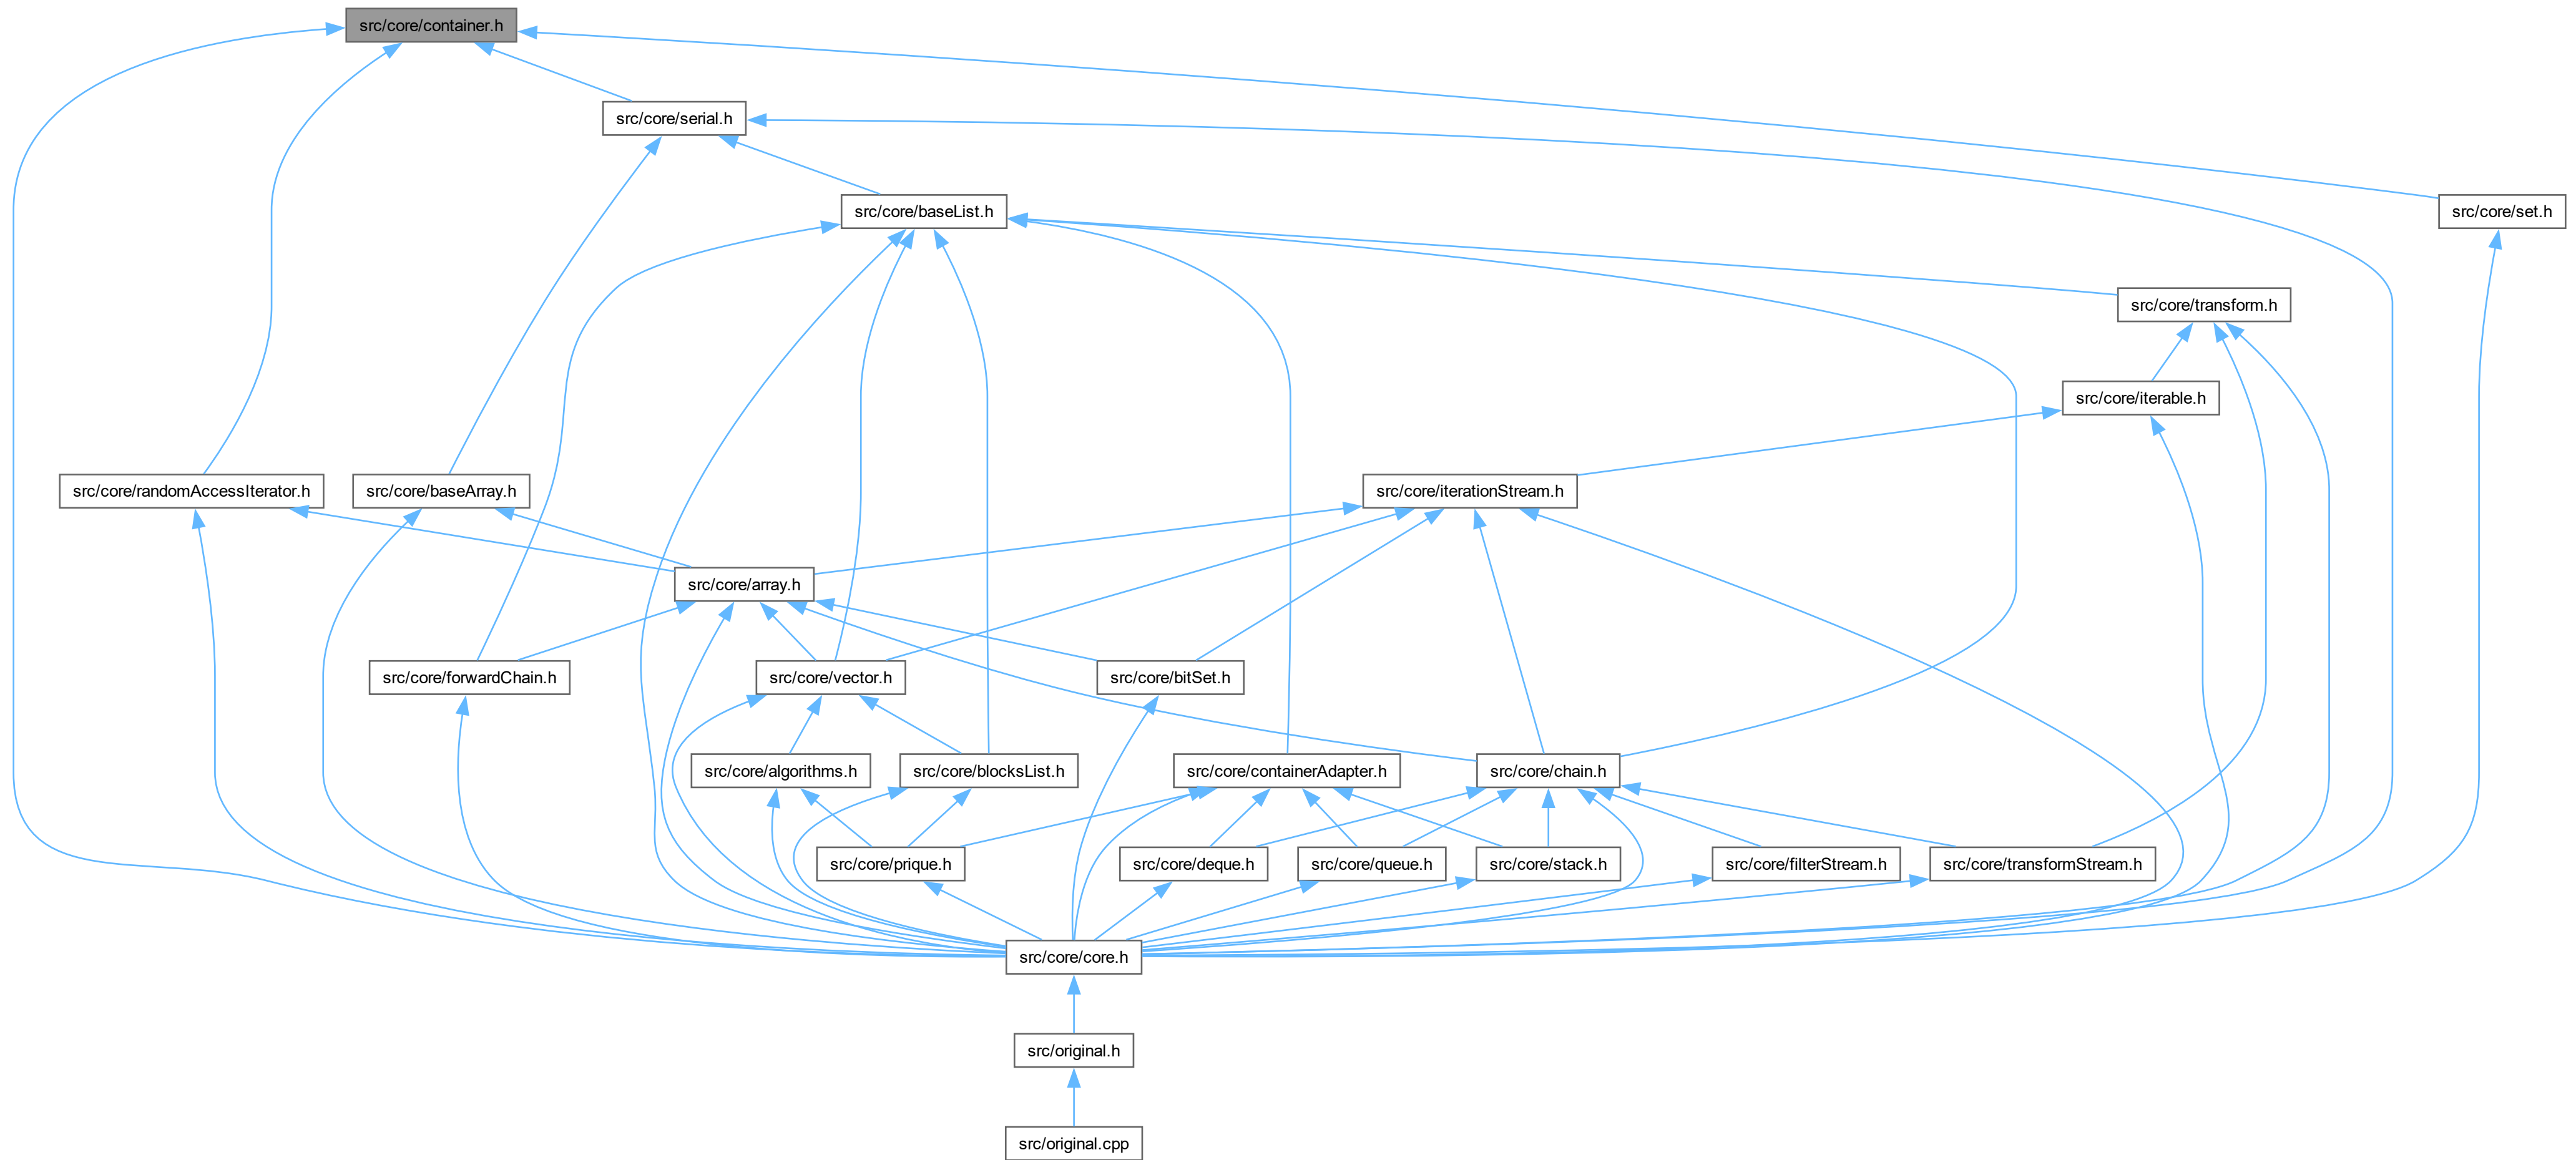 src/core/container.h
src/core/serial.h
src/core/baseList.h
src/core/set.h
src/core/transform.h
src/core/iterable.h
src/core/randomAccessIterator.h
src/core/baseArray.h
src/core/iterationStream.h
src/core/array.h
src/core/forwardChain.h
src/core/vector.h
src/core/bitSet.h
src/core/algorithms.h
src/core/blocksList.h
src/core/containerAdapter.h
src/core/chain.h
src/core/prique.h
src/core/deque.h
src/core/queue.h
src/core/stack.h
src/core/filterStream.h
src/core/transformStream.h
src/core/core.h
src/original.h
src/original.cpp